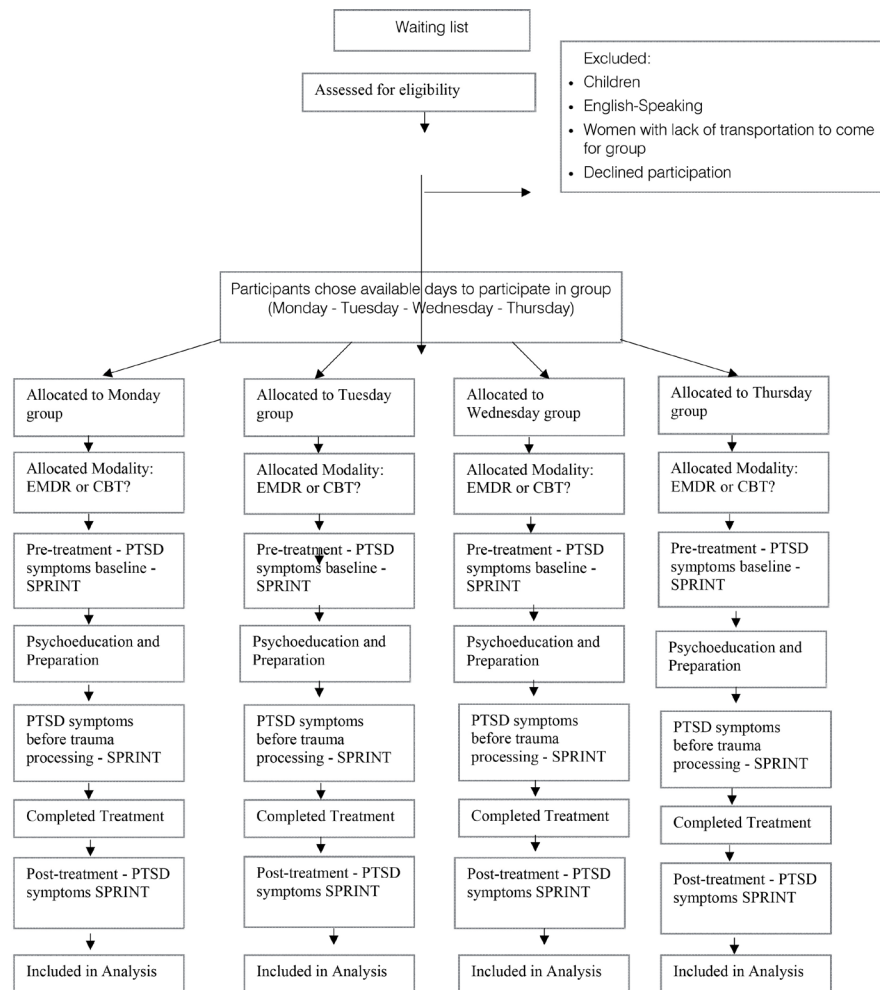 Waiting list
Assessed for eligibility
Excluded:
• Children
• English-Speaking
• Women with lack of transportation to come
for group
• Declined participation
Participants chose available days to participate in group
(Monday - Tuesday - Wednesday - Thursday)
Allocated to Monday
group
Allocated Modality:
EMDR or CBT?
Pre-treatment - PTSD
symptoms baseline -
SPRINT
Psychoeducation and
Preparation
PTSD symptoms
before trauma
processing - SPRINT
Completed Treatment
Post-treatment - PTSD
symptoms SPRINT
Included in Analysis
Allocated to Tuesday
group
Allocated Modality:
EMDR or CBT?
Pre-treatment - PTSD
symptoms baseline -
SPRINT
Psychoeducation and
Preparation
PTSD symptoms
before trauma
processing - SPRINT
Completed Treatment
Post-treatment - PTSD
symptoms SPRINT
Included in Analysis
Allocated to
Wednesday group
Allocated Modality:
EMDR or CBT?
Pre-treatment - PTSD
symptoms baseline -
SPRINT
Psychoeducation and
Preparation
PTSD symptoms
before trauma
processing - SPRINT
Completed Treatment
Post-treatment - PTSD
symptoms SPRINT
Included in Analysis
Allocated to Thursday
group
Allocated Modality:
EMDR or CBT?
Pre-treatment - PTSD
symptoms baseline -
SPRINT
Psychoeducation and
Preparation
PTSD symptoms
before trauma
processing - SPRINT
Completed Treatment
Post-treatment - PTSD
symptoms SPRINT
Included in Analysis